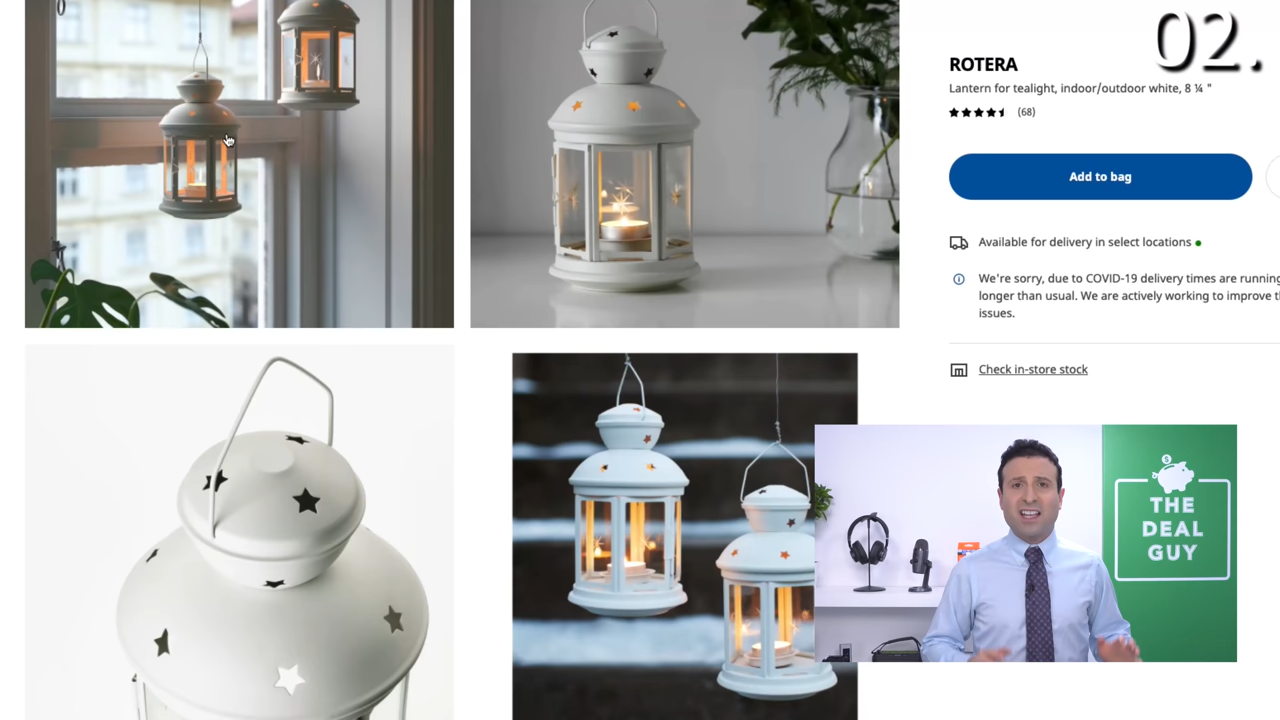 02.
ROTERA
Lantern for tealight, indoor/outdoor white, 8 ¼ "
(68)
Add to bag
Available for delivery in select locations
We're sorry, due to COVID-19 delivery times are running
longer than usual. We are actively working to improve
issues.
Check in-store stock
$
THE
DEAL
GUY